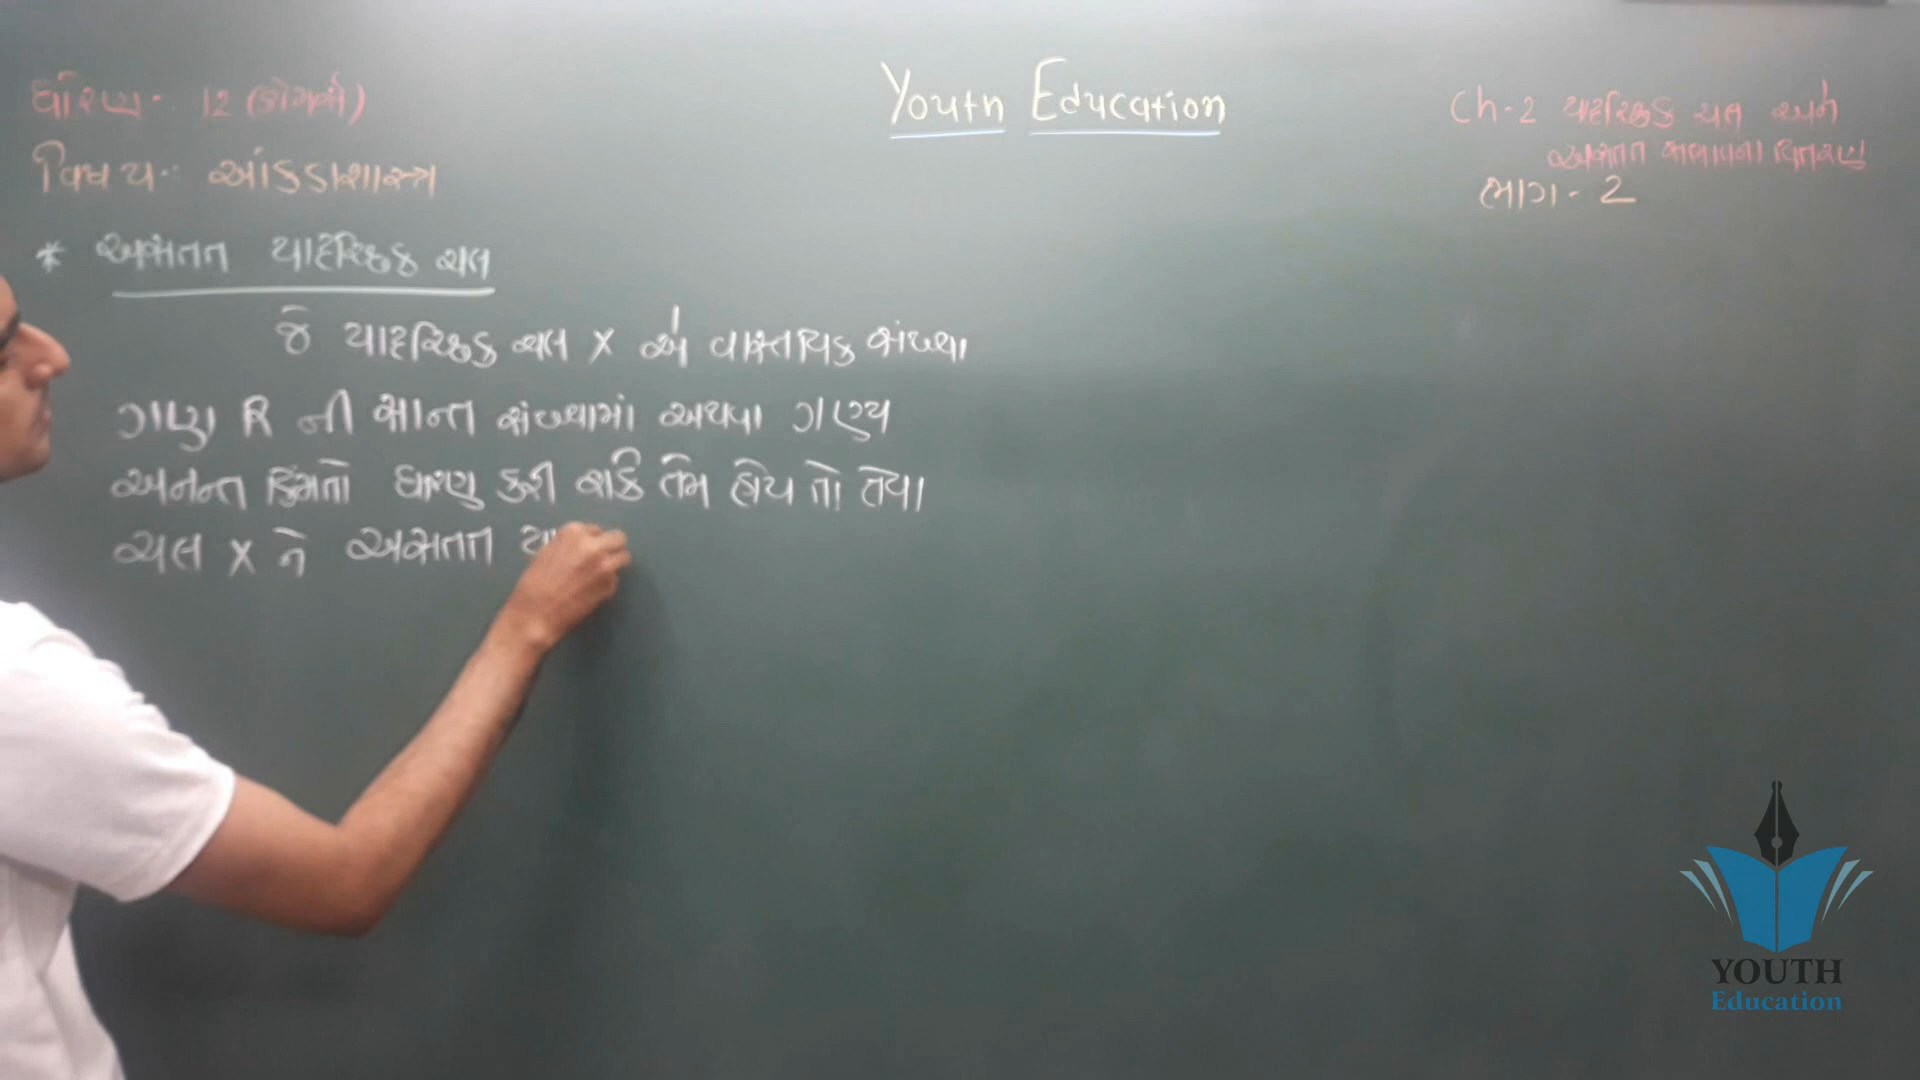 ધોરણ :- 12 (કોમર્સ)
વિષય :- આંકડાશાસ્ત્ર
Youth Education
Ch-2 યાદચ્છિક ચલ અને
અસતત સંભાવના વિતરણ
ભાગ - 2
* અસતત યાદચ્છિક ચલ
જે યાદચ્છિક ચલ X એ વાસ્તવિક સંખ્યા
ગણ R ની સાન્ત સંખ્યામાં અથવા ગણ્ય
અનન્ત કિંમતો ધારણ કરી શકે તેમ હોય તો તેવા
ચલ X ને અસતત યા
YOUTH
Education